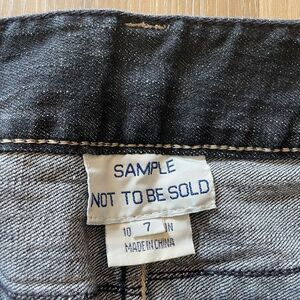 SAMPLE
NOT TO BE SOLD
10 7 IN
MADE IN CHINA